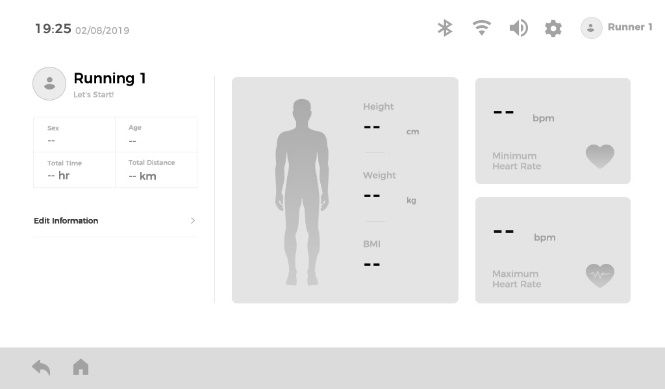 19:25 02/08/2019
Runner 1
Running 1
Let's Start!
Sex
--
Age
--
Total Time
-- hr
Total Distance
-- km
Edit Information
Height
-- cm
Weight
-- kg
BMI
--
-- bpm
Minimum
Heart Rate
-- bpm
Maximum
Heart Rate